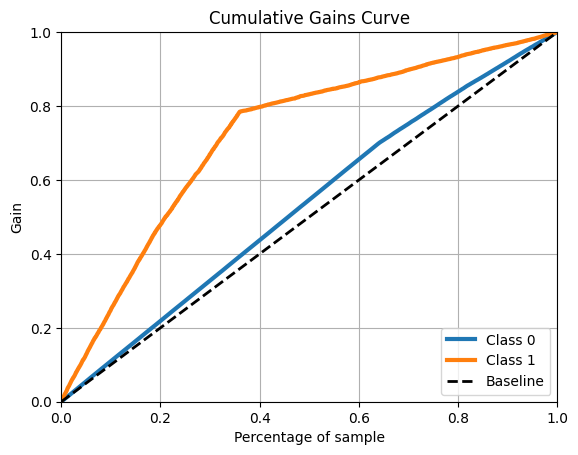 Cumulative Gains Curve
1.0
0.8
0.6
0.4
0.2
0.0
Gain
0.0 0.2 0.4 0.6 0.8 1.0
Percentage of sample
Class 0
Class 1
Baseline